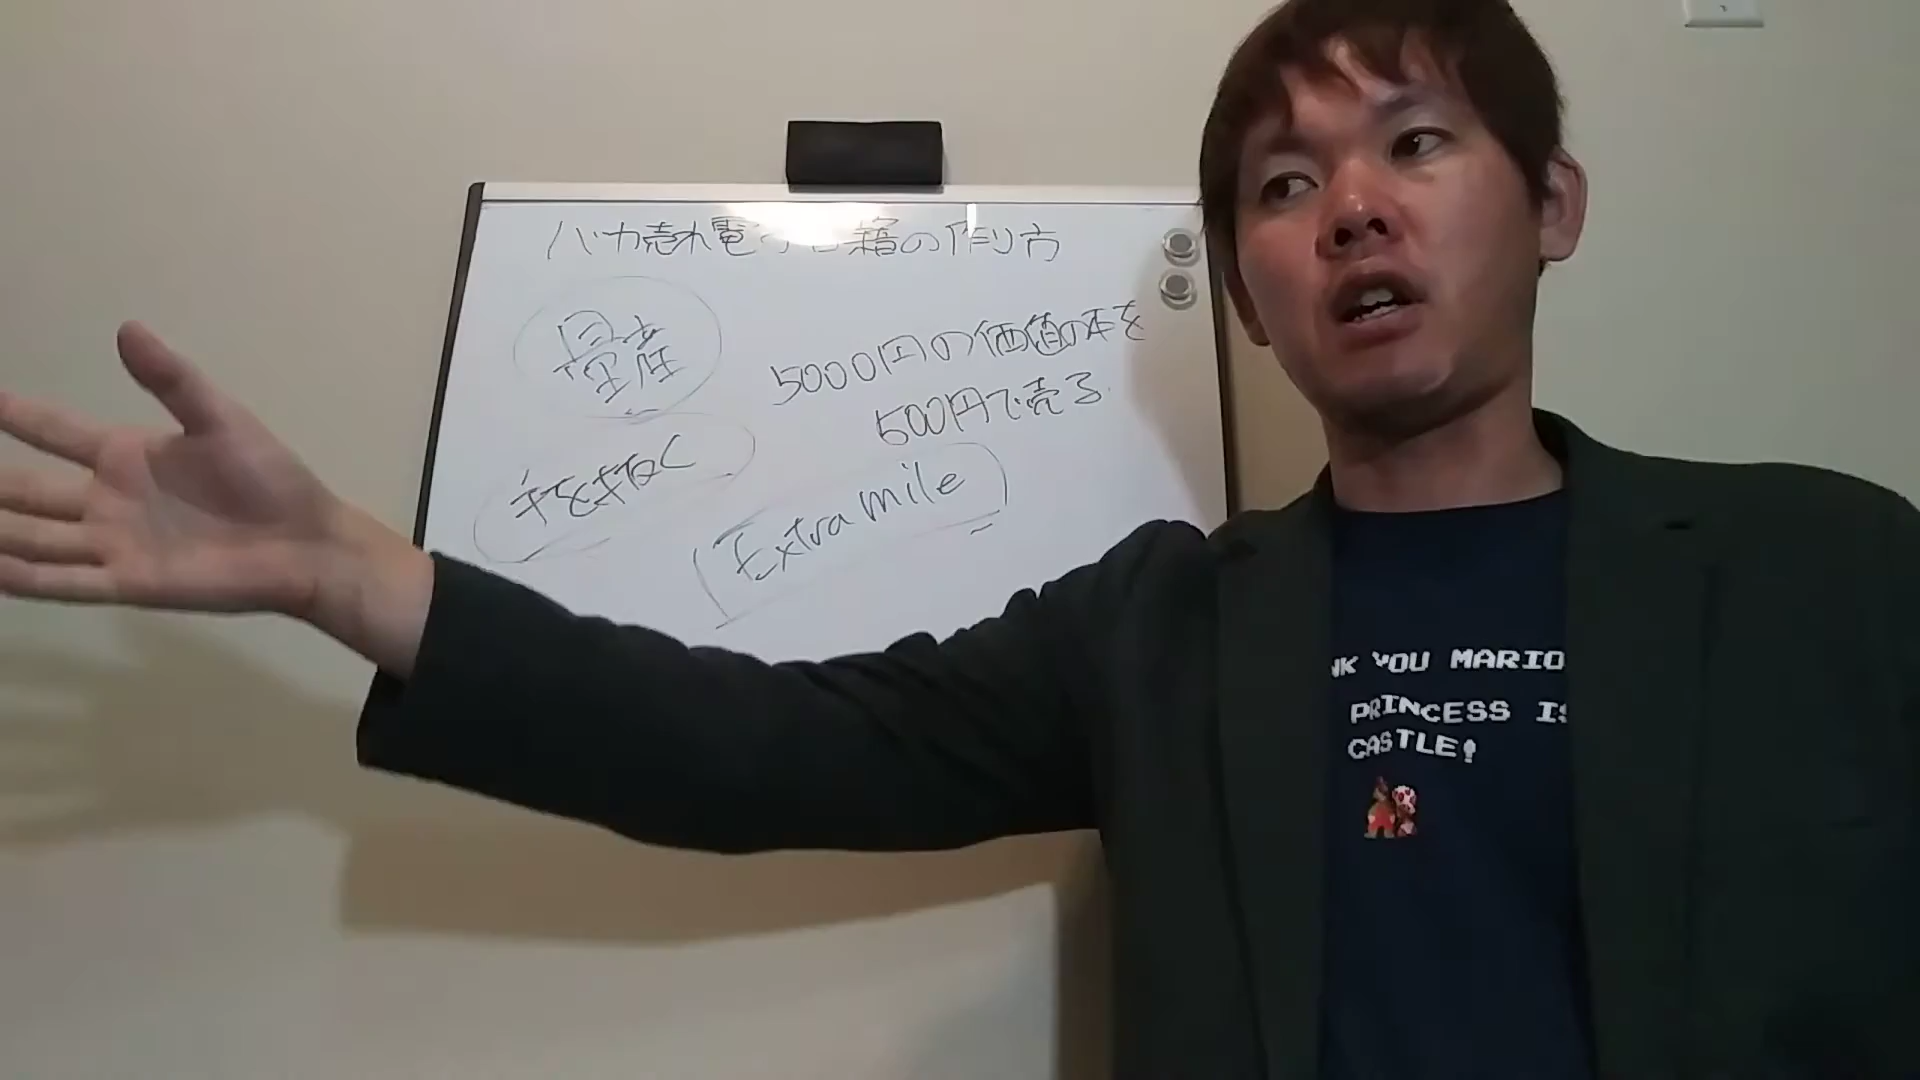 バカ売れ電子書籍の作り方
量産
5000円の価値の本を
500円で売る
手を抜く
Extra mile
NK YOU MARIO
PRINCESS IS
CASTLE!